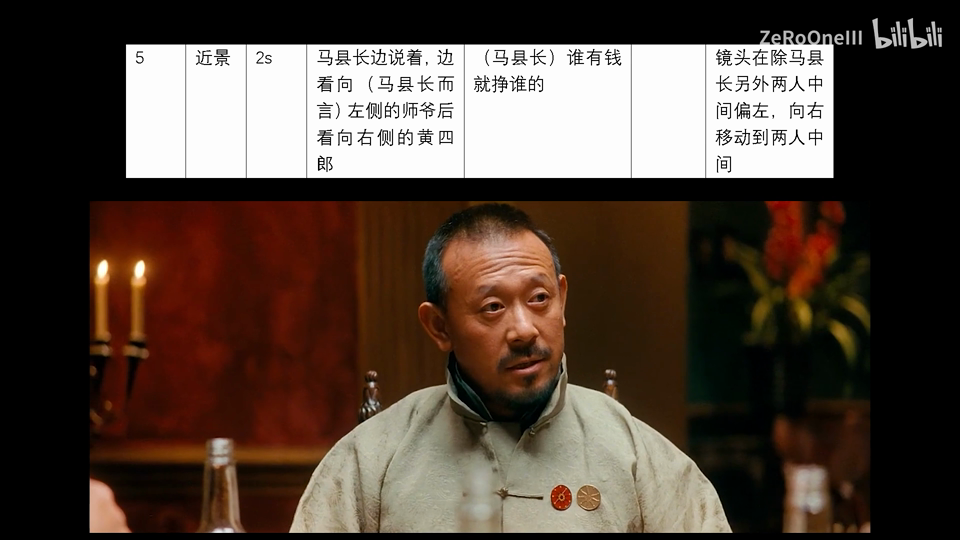 ZeRoOneIII bilibili
5
近景
2s
马县长边说着，边
看向（马县长而
言）左侧的师爷后
看向右侧的黄四
郎
（马县长）谁有钱
就挣谁的
镜头在除马县
长另外两人中
间偏左，向右
移动到两人中
间